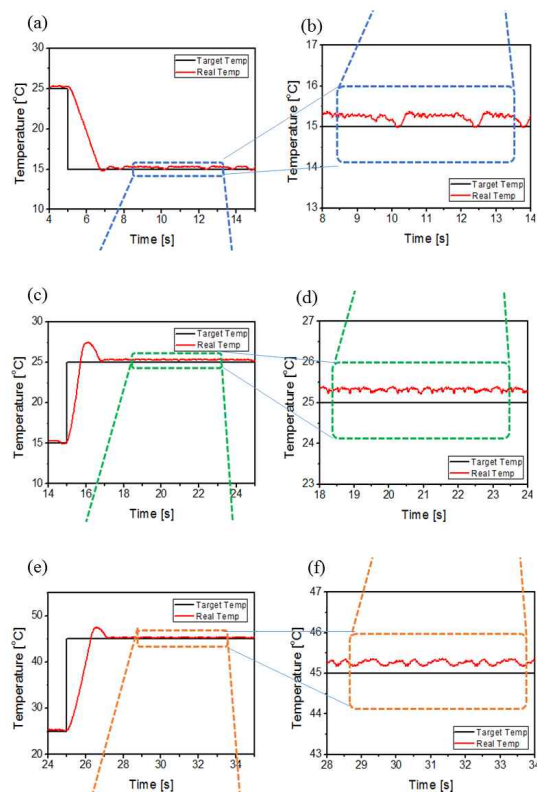 (a)
Temperature [°C]
30
25
20
15
10
Target Temp
Real Temp
4 6 8 10 12 14
Time [s]
(b)
Temperature [°C]
17
16
15
14
13
Target Temp
Real Temp
8 9 10 11 12 13 14
Time [s]
(c)
Temperature [°C]
30
25
20
15
10
Target Temp
Real Temp
14 16 18 20 22 24
Time [s]
(d)
Temperature [°C]
27
26
25
24
23
Target Temp
Real Temp
18 19 20 21 22 23 24
Time [s]
(e)
Temperature [°C]
50
40
30
20
Target Temp
Real Temp
24 26 28 30 32 34
Time [s]
(f)
Temperature [°C]
47
46
45
44
43
Target Temp
Real Temp
28 29 30 31 32 33 34
Time [s]